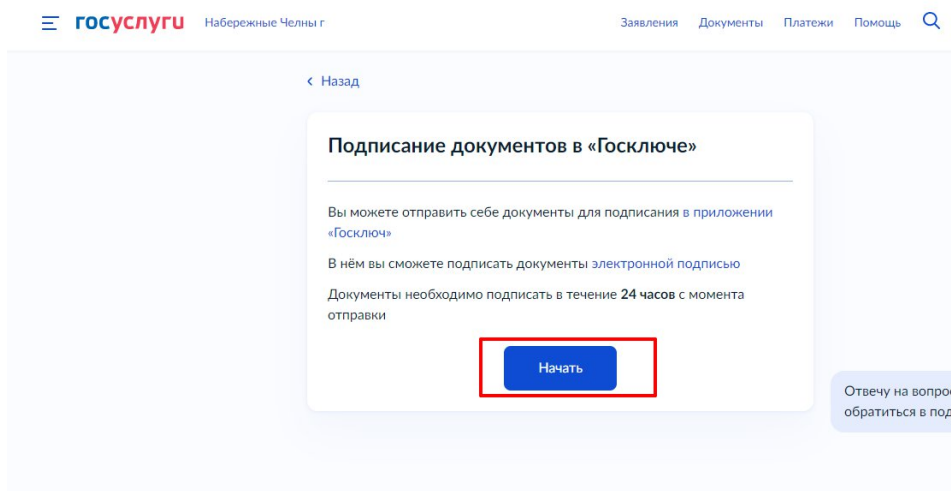 госуслуги Набережные Челны г Заявления Документы Платежи Помощь
Назад
Подписание документов в «Госключе»
Вы можете отправить себе документы для подписания в приложении
«Госключ»
В нём вы сможете подписать документы электронной подписью
Документы необходимо подписать в течение 24 часов с момента
отправки
Начать
Отвечу на
обратиться в